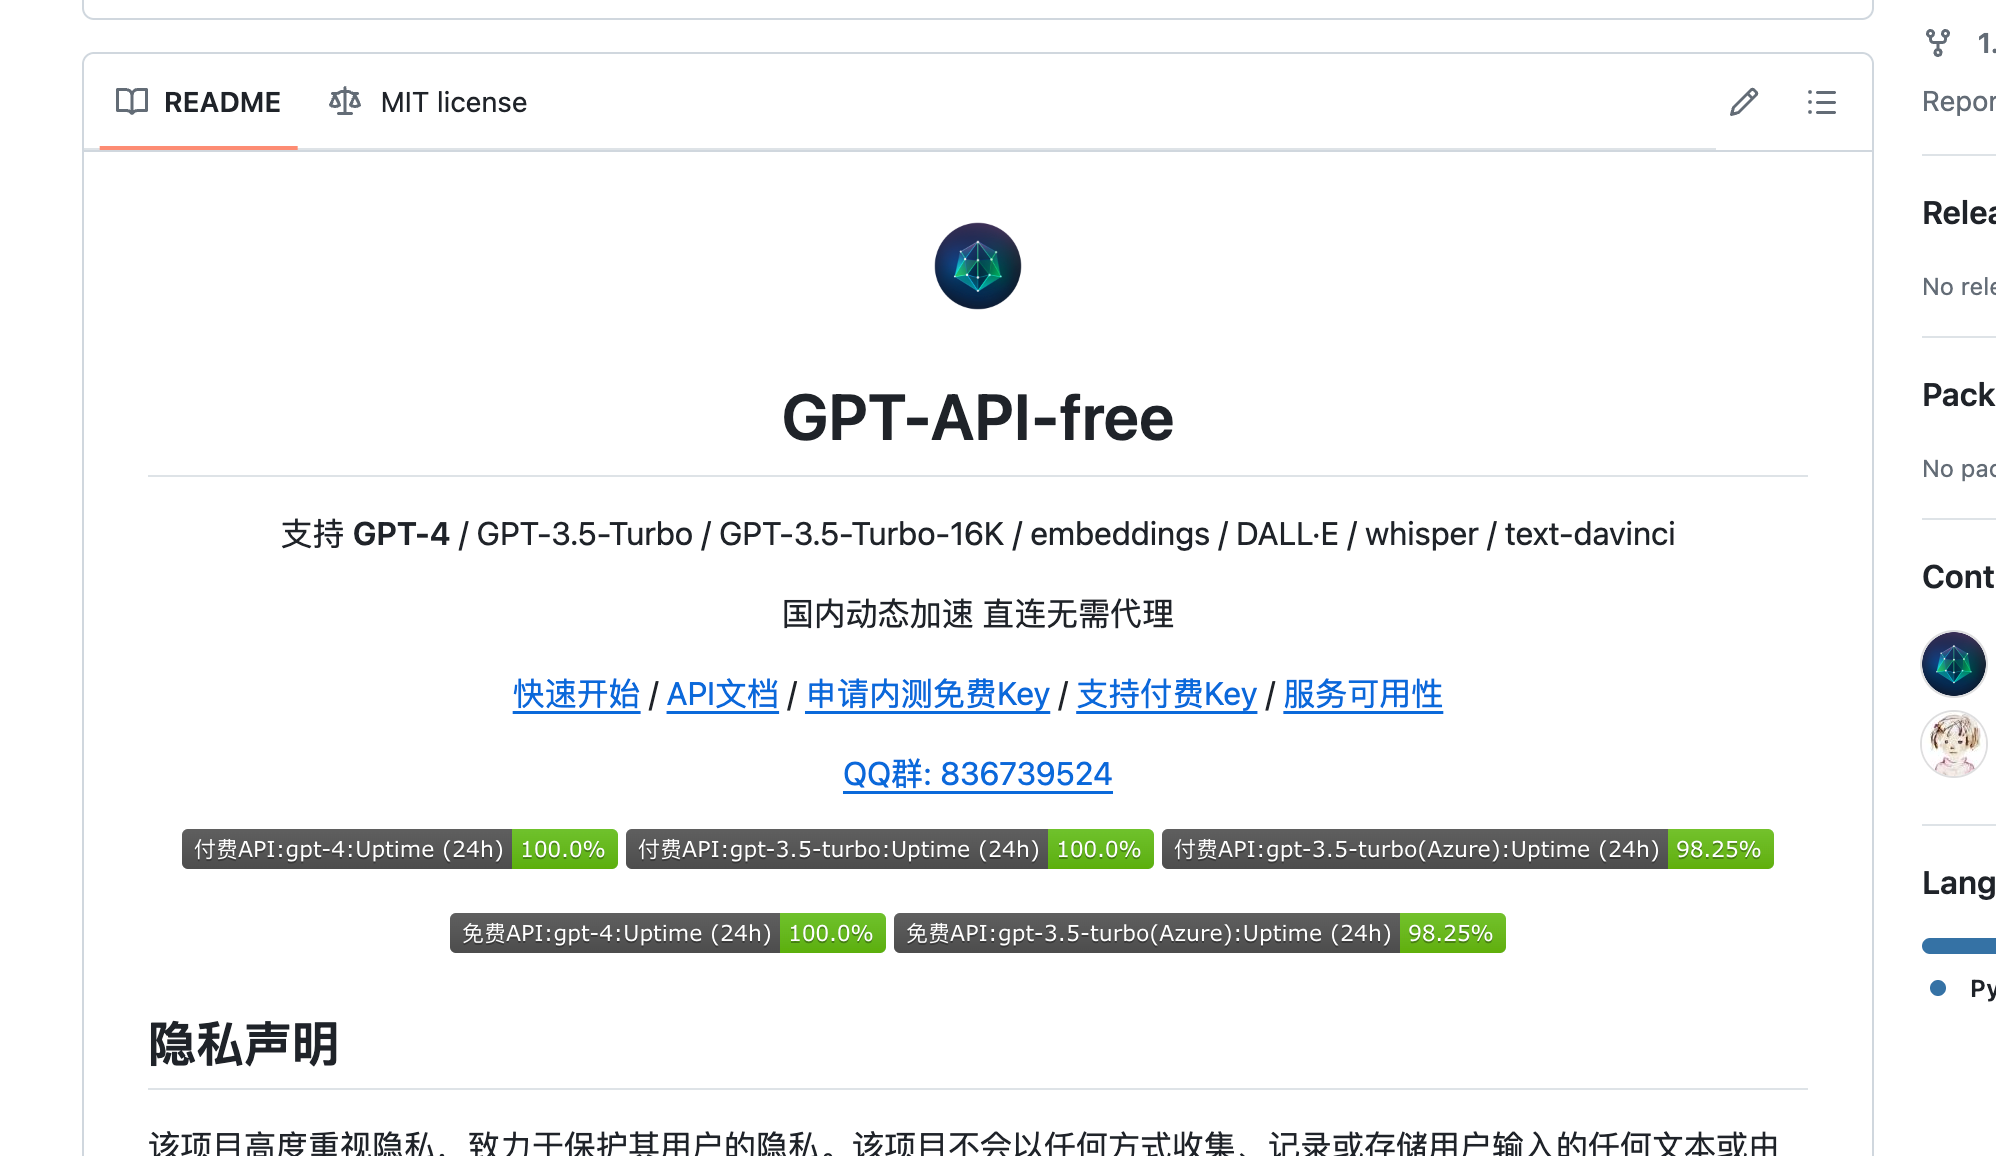 README
MIT license
GPT-API-free
支持 GPT-4 / GPT-3.5-Turbo / GPT-3.5-Turbo-16K / embeddings / DALL·E / whisper / text-davinci
国内动态加速 直连无需代理
快速开始 / API文档 / 申请内测免费Key / 支持付费Key / 服务可用性
QQ群: 836739524
付费API:gpt-4:Uptime (24h) 100.0% 付费API:gpt-3.5-turbo:Uptime (24h) 100.0% 付费API:gpt-3.5-turbo(Azure):Uptime (24h) 98.25%
免费API:gpt-4:Uptime (24h) 100.0% 免费API:gpt-3.5-turbo(Azure):Uptime (24h) 98.25%
隐私声明
该项目高度重视隐私，致力于保护其用户的隐私。该项目不会以任何方式收集、记录或存储用户输入的任何文本或由
1.
Repor
Relea
No rele
Pack
No pac
Cont
Lang
Py